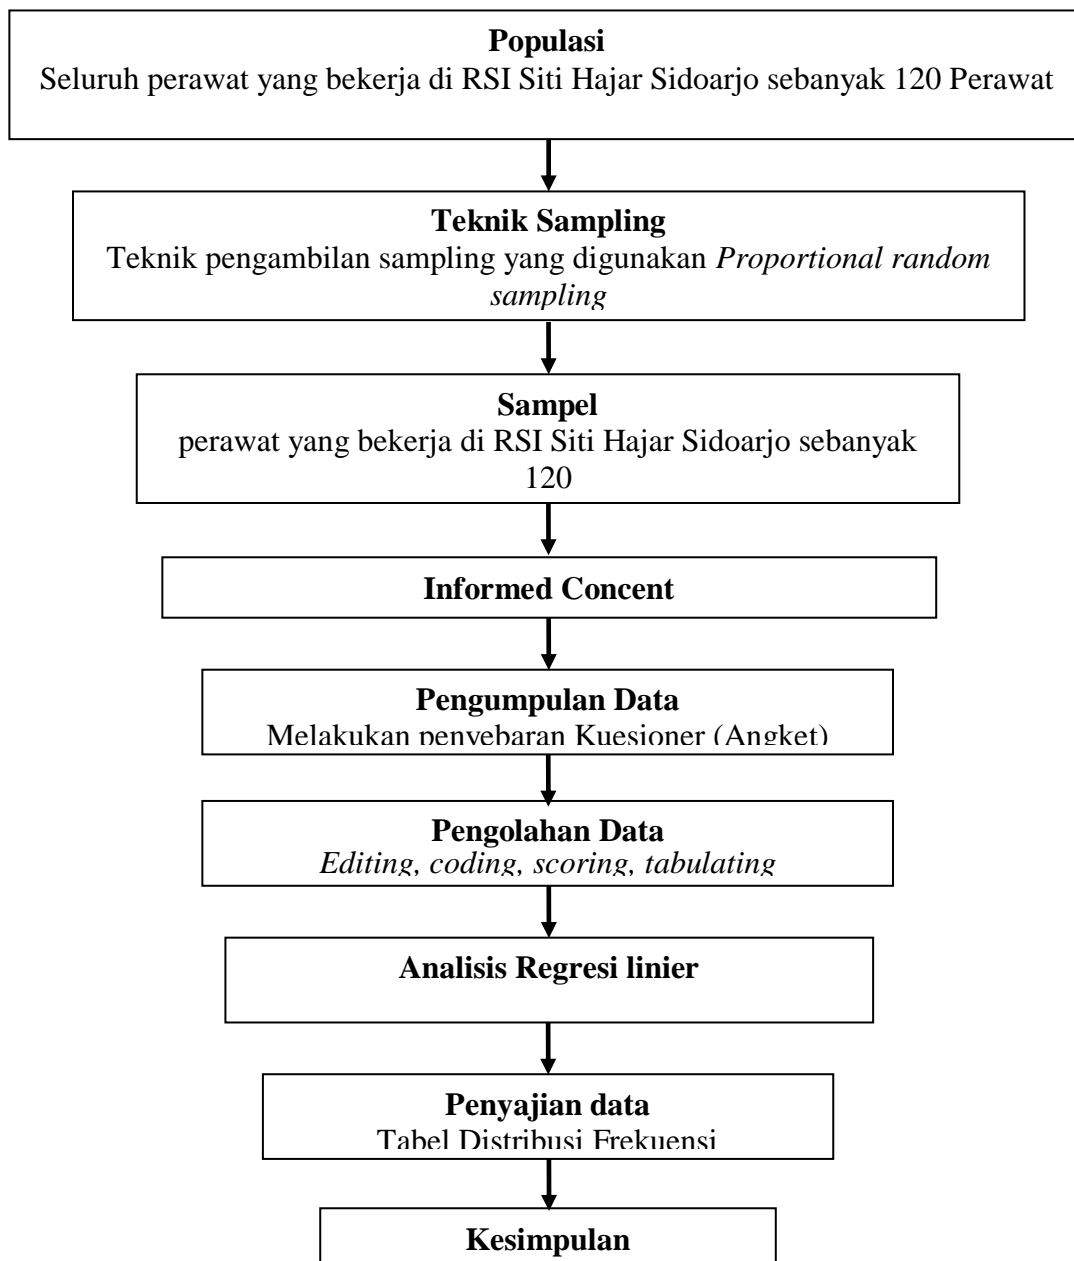 Populasi
Seluruh perawat yang bekerja di RSI Siti Hajar Sidoarjo sebanyak 120 Perawat
Teknik Sampling
Teknik pengambilan sampling yang digunakan Proportional random
sampling
Sampel
perawat yang bekerja di RSI Siti Hajar Sidoarjo sebanyak
120
Informed Concent
Pengumpulan Data
Melakukan penyebaran Kuesioner (Angket)
Pengolahan Data
Editing, coding, scoring, tabulating
Analisis Regresi linier
Penyajian data
Tabel Distribusi Frekuensi
Kesimpulan